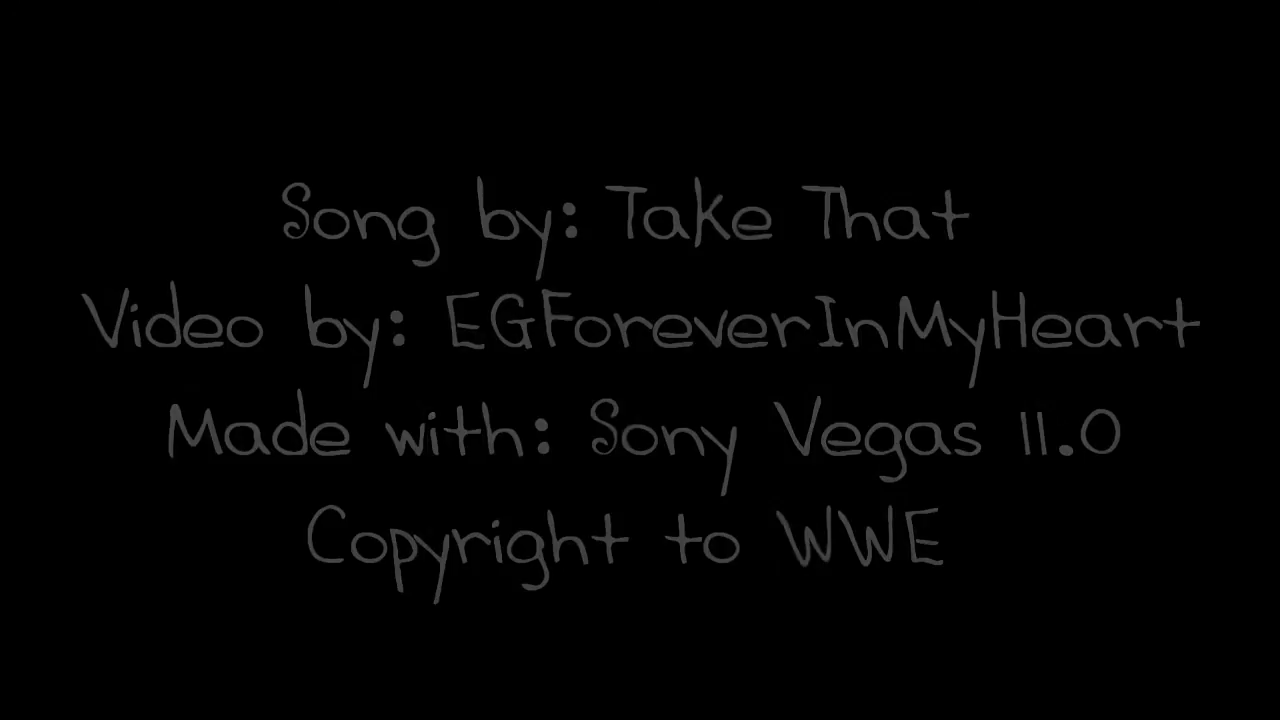 Song by: Take That
Video by: EGForeverInMyHeart
Made with: Sony Vegas 11.0
Copyright to WWE